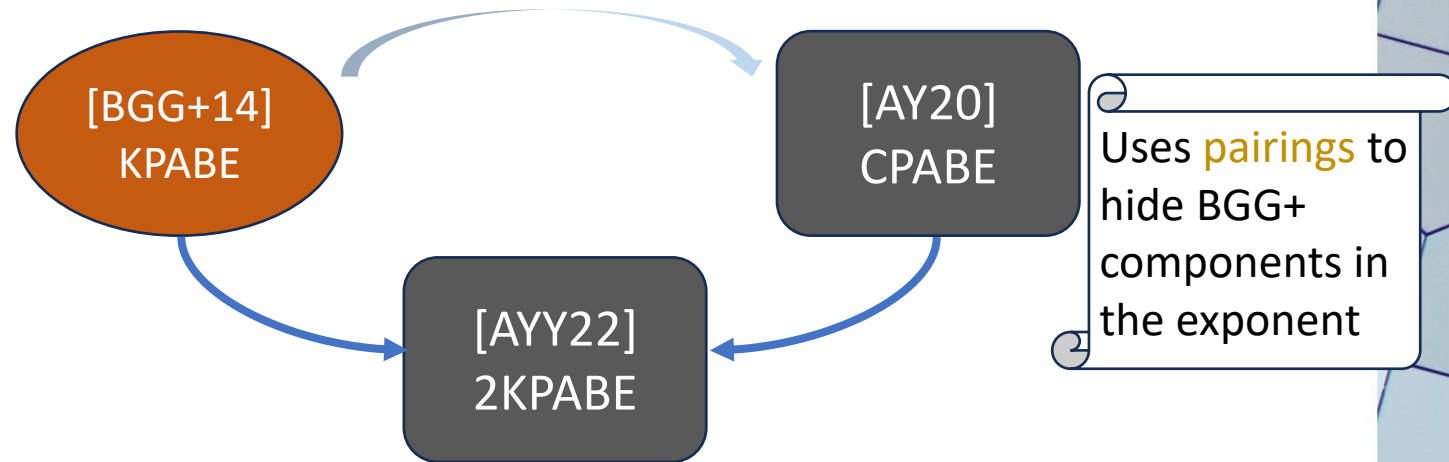 [BGG+14]
KPABE
[AY20]
CPABE
Uses pairings to
hide BGG+
components in
the exponent
[AYY22]
2KPABE